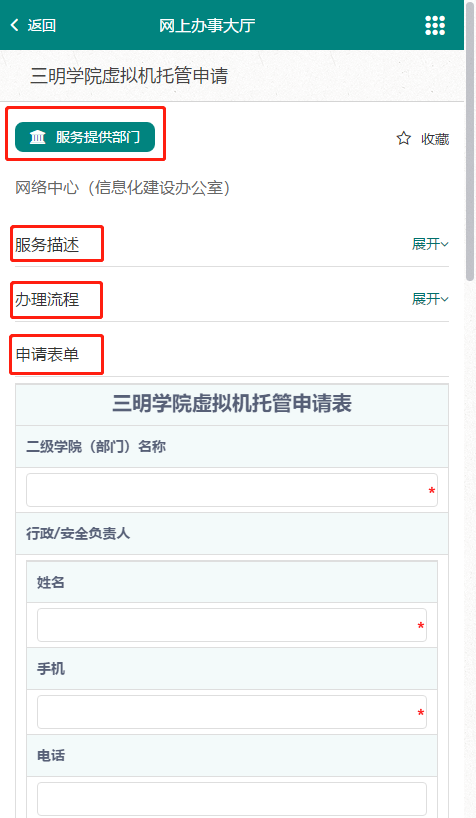 返回 网上办事大厅
三明学院虚拟机托管申请
服务提供部门 收藏
网络中心（信息化建设办公室）
服务描述 展开
办理流程 展开
申请表单
三明学院虚拟机托管申请表
二级学院（部门）名称
*
行政/安全负责人
姓名
*
手机
*
电话